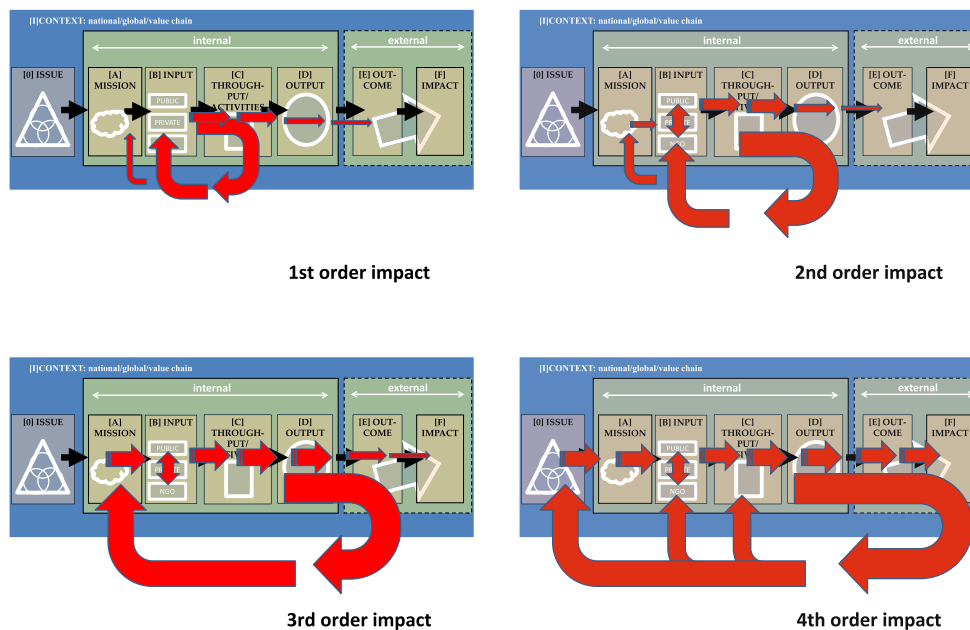 [I]CONTEXT: national/global/value chain
internal
external
[0] ISSUE
[A]
MISSION
[B] INPUT
[C]
THROUGH-
PUT/
ACTIVITIES
[D]
OUTPUT
[E] OUT-
COME
[F]
IMPACT
PUBLIC
PRIVATE
1st order impact
[I]CONTEXT: national/global/value chain
internal
external
[0] ISSUE
[A]
MISSION
[B] INPUT
[C]
THROUGH-
PUT/
[D]
OUTPUT
[E] OUT-
COME
[F]
IMPACT
PUBLIC
NGO
2nd order impact
[I]CONTEXT: national/global/value chain
internal
external
[0] ISSUE
[A]
MISSION
[B] INPUT
[C]
THROUGH-
PUT/
[D]
OUTPUT
[E] OUT-
COME
[F]
IMPACT
PUBLIC
NGO
3rd order impact
[I]CONTEXT: national/global/value chain
internal
external
[0] ISSUE
[A]
MISSION
[B] INPUT
[C]
THROUGH-
PUT/
[D]
OUTPUT
[E] OUT-
COME
[F]
IMPACT
PUBLIC
NGO
4th order impact